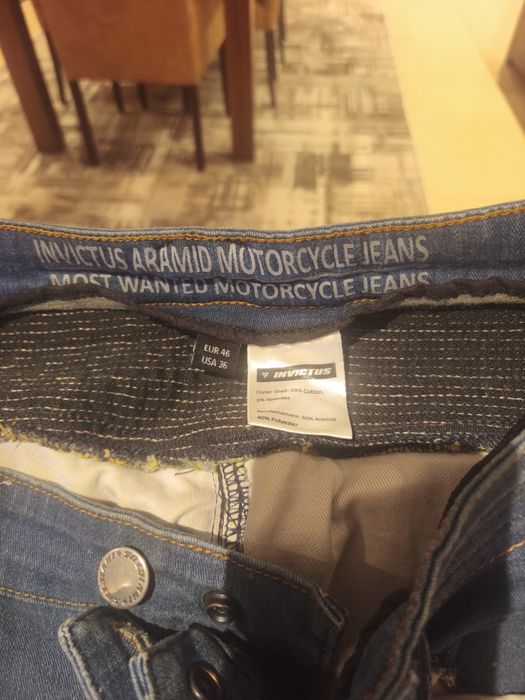 INVICTUS ARAMID MOTORCYCLE JEANS
MOST WANTED MOTORCYCLE JEANS
EUR 46
USA 36
INVICTUS
Outer Shell: 98% Cotton,
2% Spandex
Reinforcement: 60% Aramid
40% Polyester